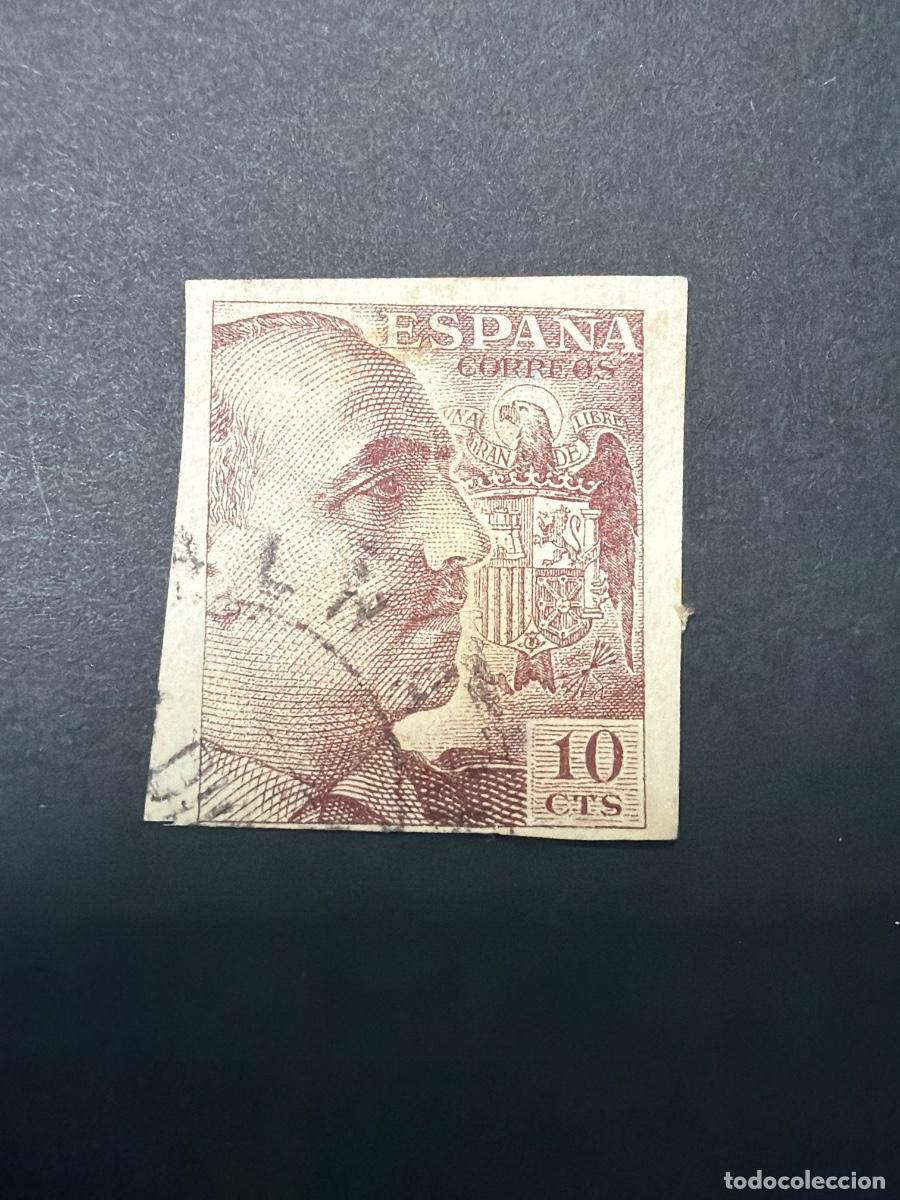 ESPAÑA
CORREOS
UNA
GRANDE
LIBRE
10
CTS
todocoleccion